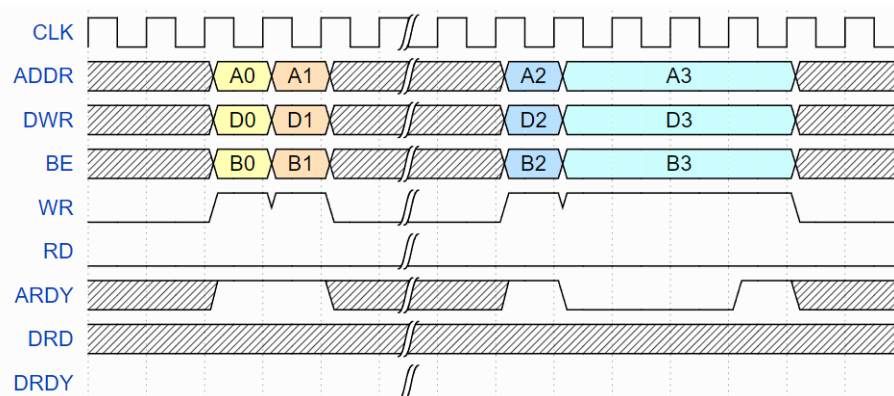 CLK
ADDR A0 A1 A2 A3
DWR D0 D1 D2 D3
BE B0 B1 B2 B3
WR
RD
ARDY
DRD
DRDY